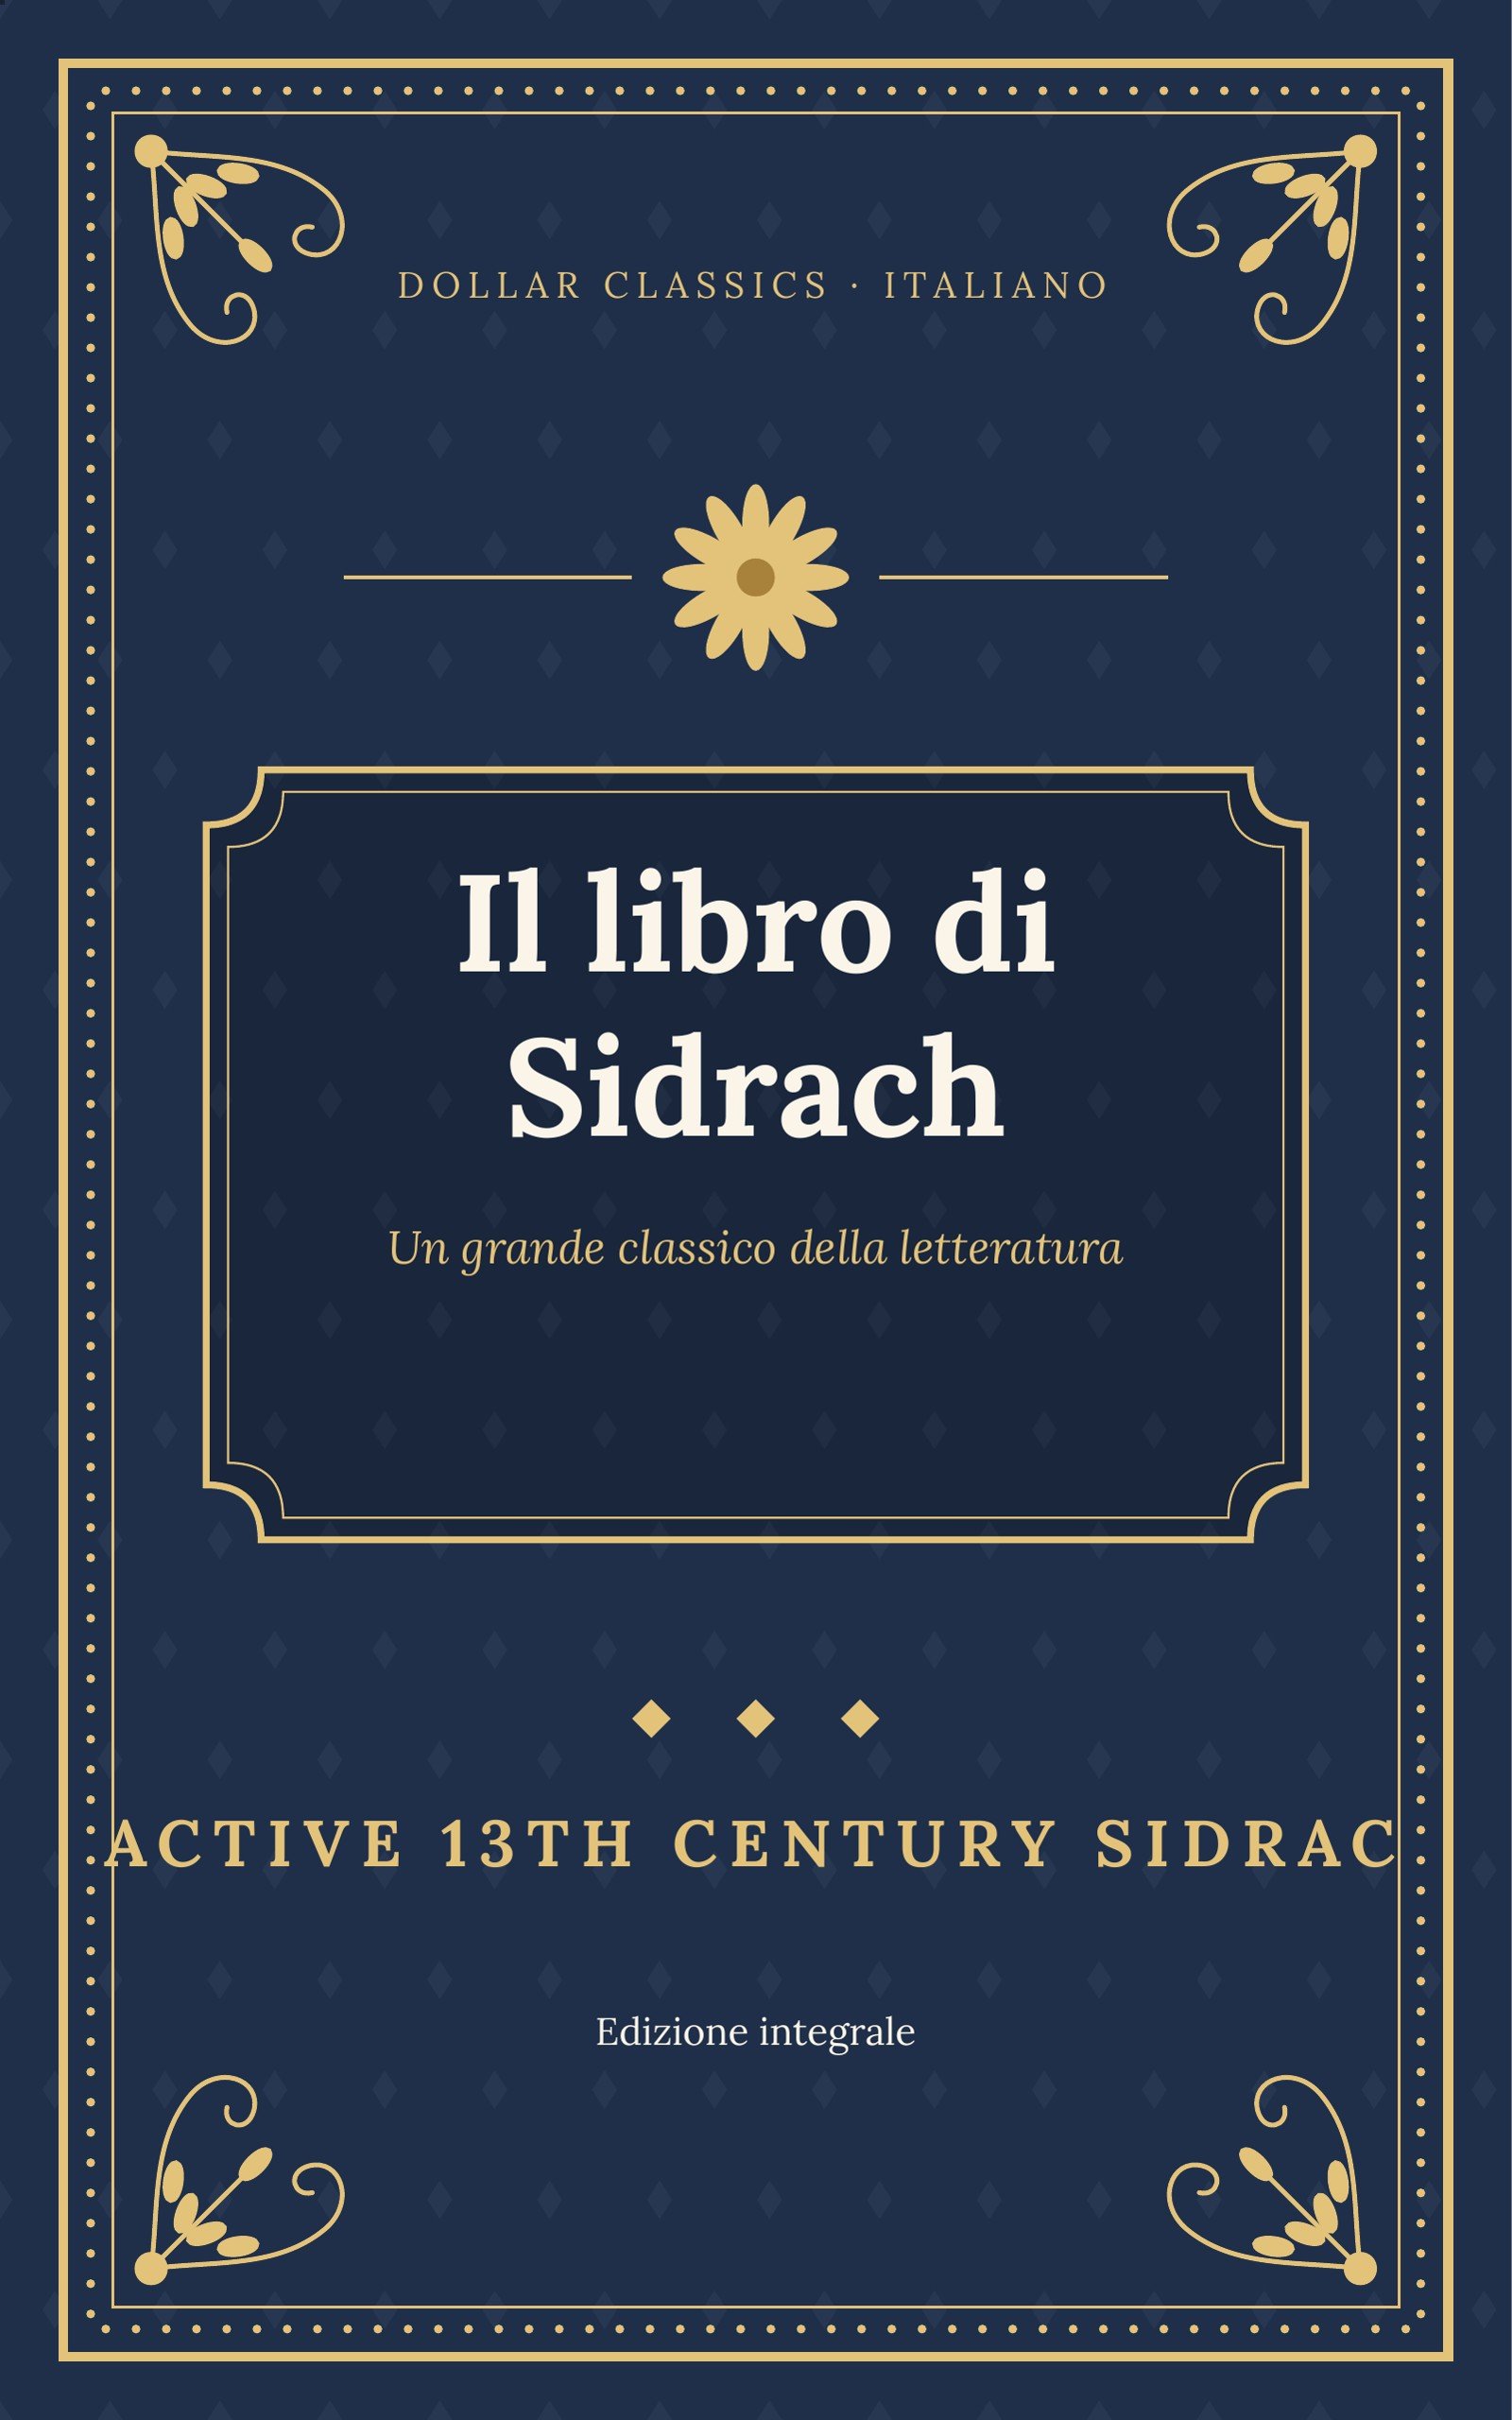 DOLLAR CLASSICS · ITALIANO
Il libro di
Sidrach
Un grande classico della letteratura
ACTIVE 13TH CENTURY SIDRAC
Edizione integrale